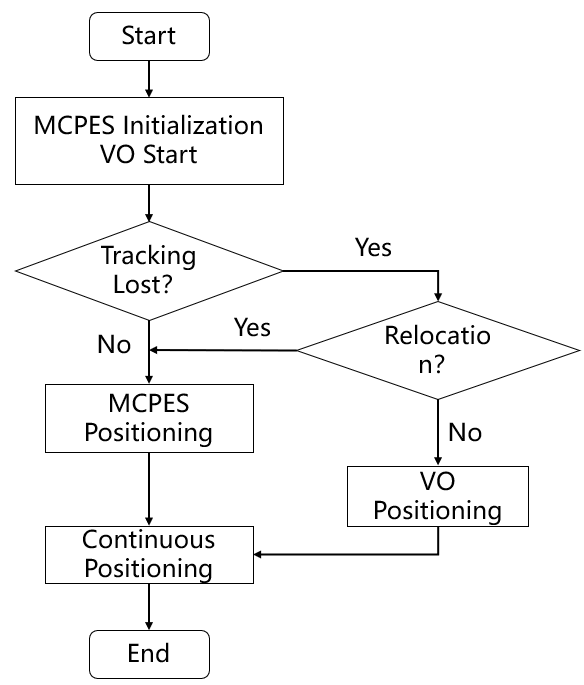 Start
MCPES Initialization
VO Start
Tracking
Lost?
Yes
Relocatio
n?
Yes
No
MCPES
Positioning
No
VO
Positioning
Continuous
Positioning
End